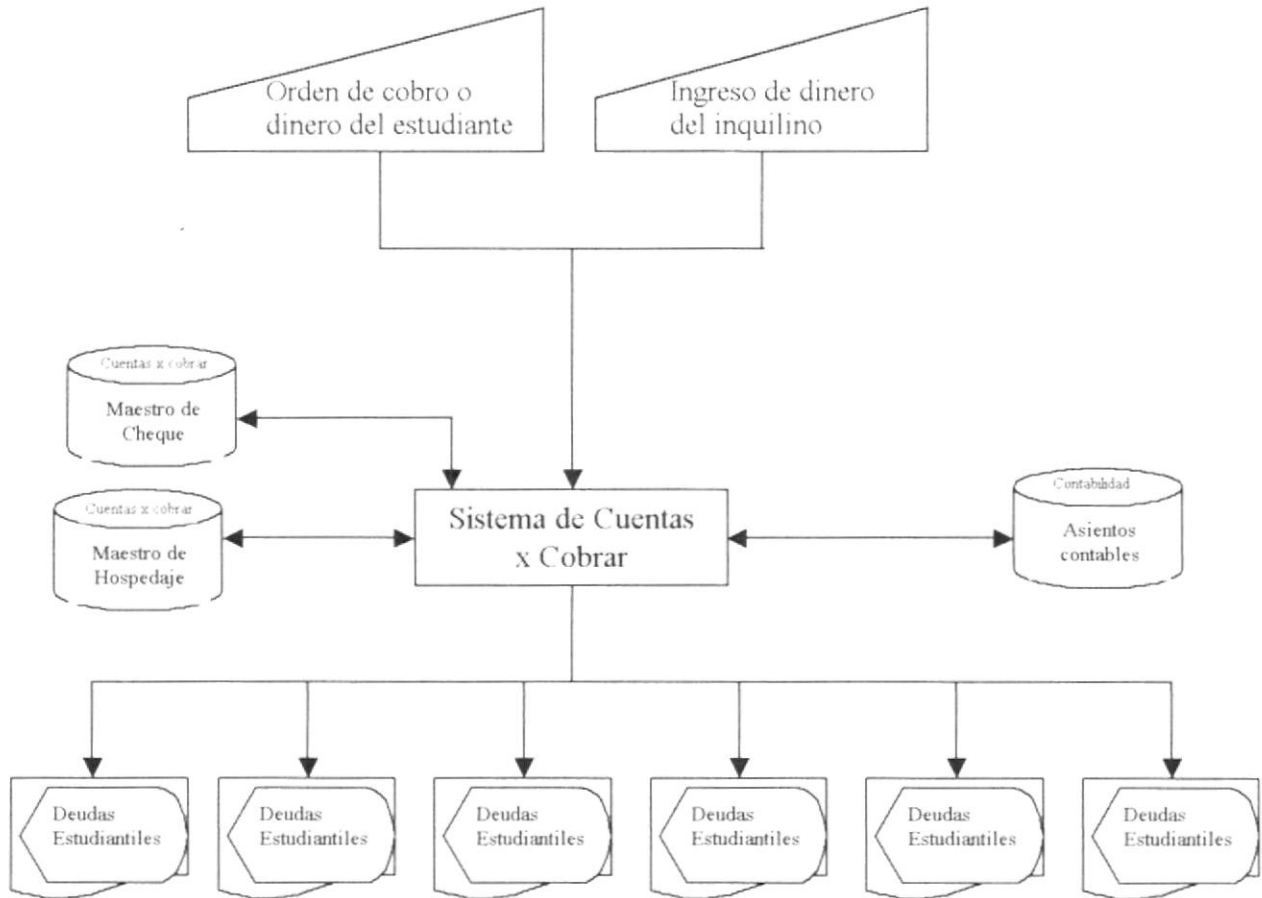 Orden de cobro o
dinero del estudiante
Ingreso de dinero
del inquilino
Cuentas x cobrar
Maestro de
Cheque
Cuentas x cobrar
Maestro de
Hospedaje
Sistema de Cuentas
x Cobrar
Contabilidad
Asientos
contables
Deudas
Estudiantiles
Deudas
Estudiantiles
Deudas
Estudiantiles
Deudas
Estudiantiles
Deudas
Estudiantiles
Deudas
Estudiantiles